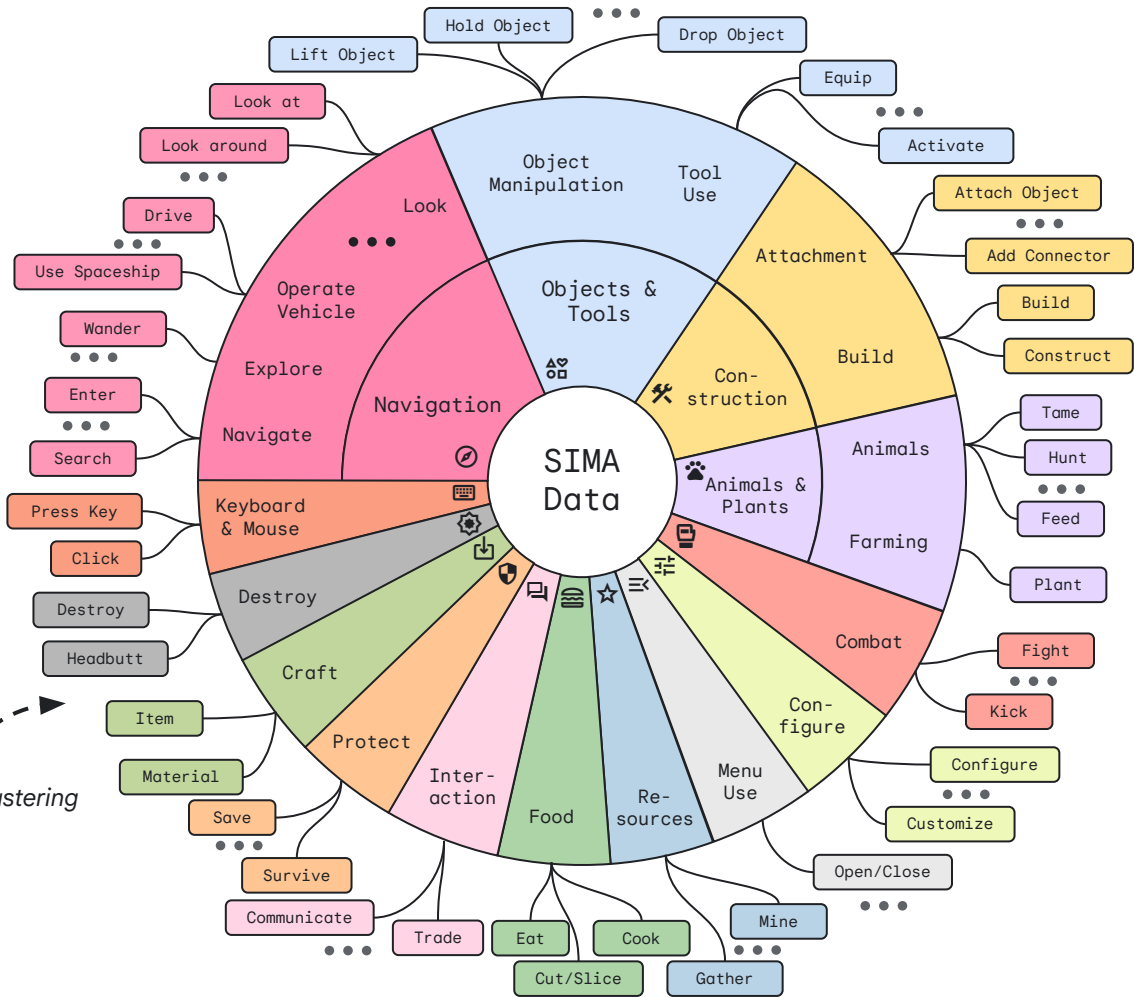 Hold Object
Drop Object
Lift Object
Equip
Look at
Activate
Look around
Object
Manipulation
Tool
Use
Look
Attach Object
Drive
Attachment
Add Connector
Use Spaceship
Operate
Vehicle
Objects &
Tools
Build
Wander
Explore
Build
Construct
Enter
Navigation
Con-
struction
Tame
Navigate
Animals
Search
SIMA
Data
Hunt
Animals &
Plants
Press Key
Keyboard
& Mouse
Feed
Click
Farming
Plant
Destroy
Destroy
Headbutt
Combat
Fight
Craft
Kick
Item
Con-
figure
Protect
Configure
Material
Inter-
action
Menu
Use
stering
Save
Food
Re-
sources
Customize
Survive
Open/Close
Communicate
Trade
Eat
Cook
Mine
Cut/Slice
Gather